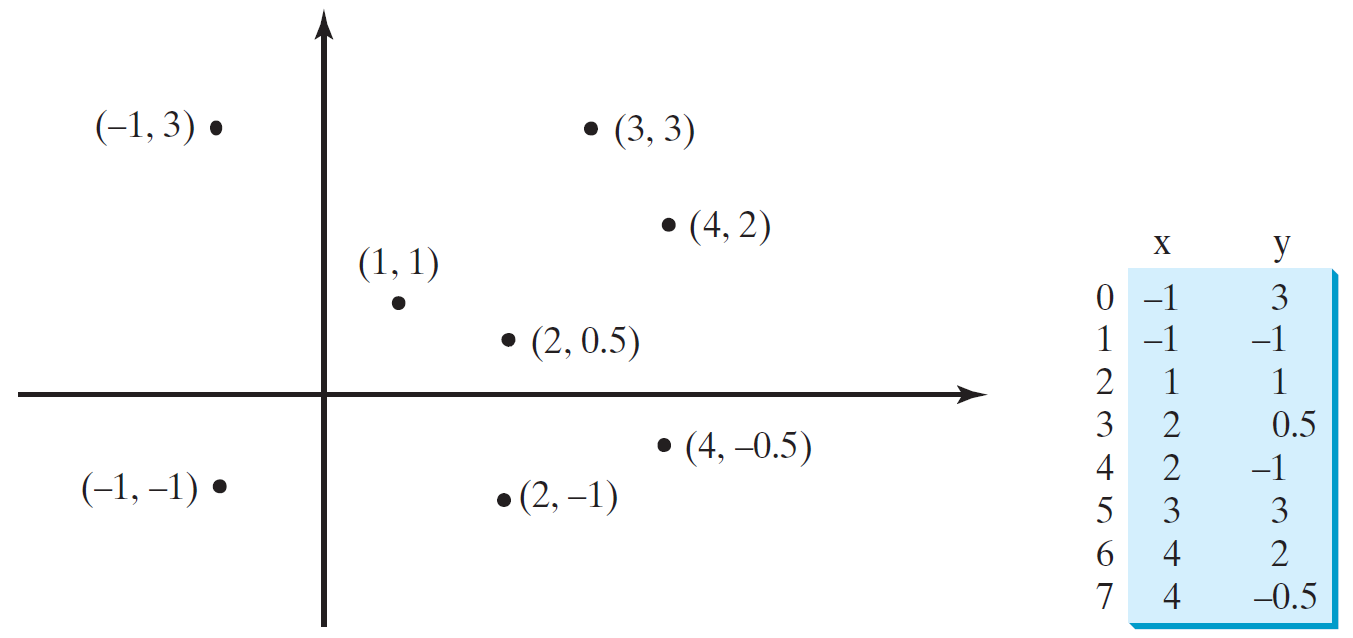 (–1, 3)
(3, 3)
(4, 2)
(1, 1)
(2, 0.5)
(4, –0.5)
(–1, –1)
(2, –1)
x y
0 –1 3
1 –1 –1
2 1 1
3 2 0.5
4 2 –1
5 3 3
6 4 2
7 4 –0.5